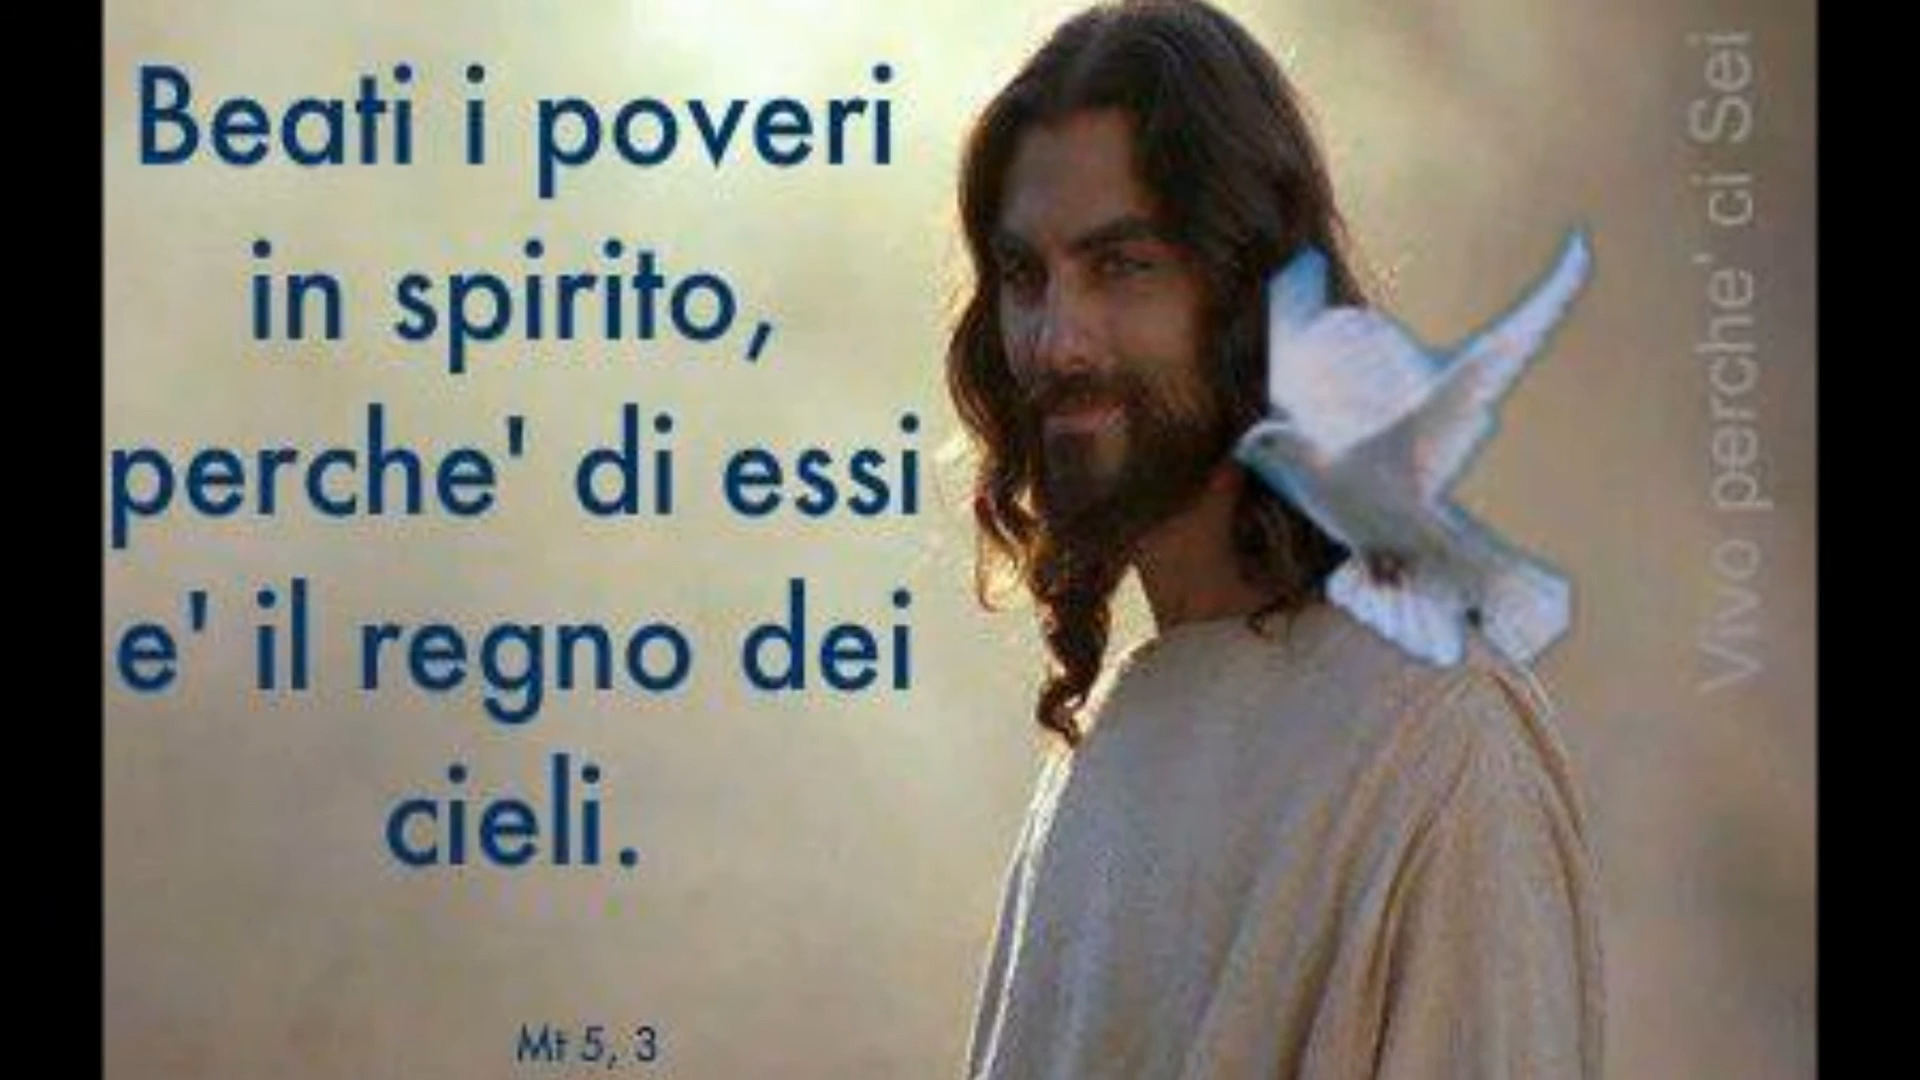 Beati i poveri
in spirito,
perche' di essi
e' il regno dei
cieli.
Mt 5, 3
Vivo perche' ci Sei